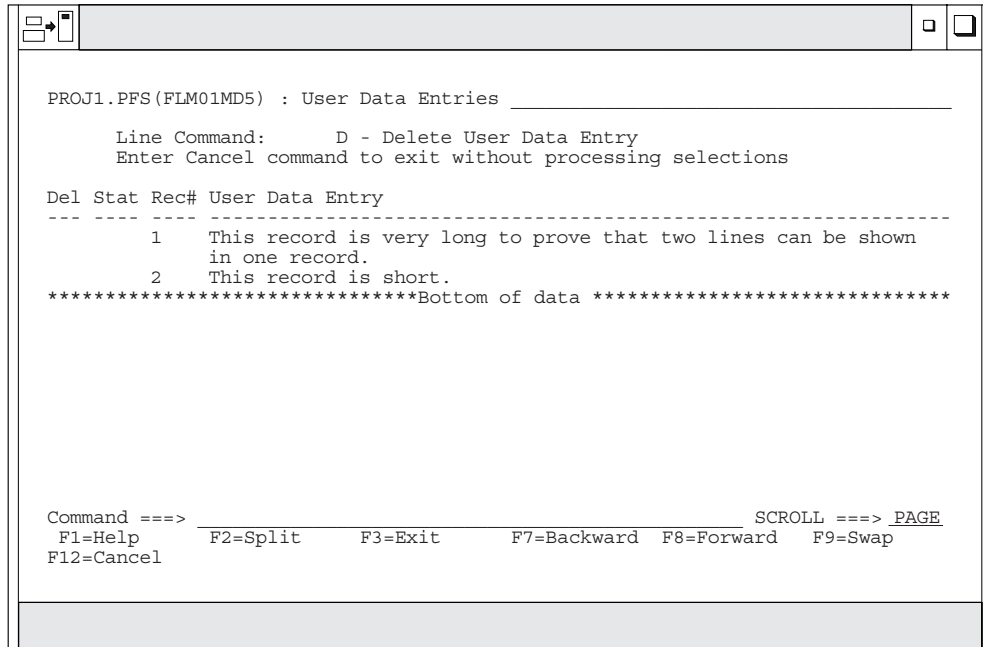 PROJ1.PFS(FLM01MD5) : User Data Entries ______________________________________
Line Command:      D - Delete User Data Entry
Enter Cancel command to exit without processing selections
Del Stat Rec# User Data Entry
--- ---- ---- ----------------------------------------------------------------
1    This record is very long to prove that two lines can be shown
in one record.
2    This record is short.
********************************Bottom of data *******************************
Command ===> _______________________________________________ SCROLL ===> PAGE
F1=Help      F2=Split     F3=Exit      F7=Backward  F8=Forward   F9=Swap
F12=Cancel